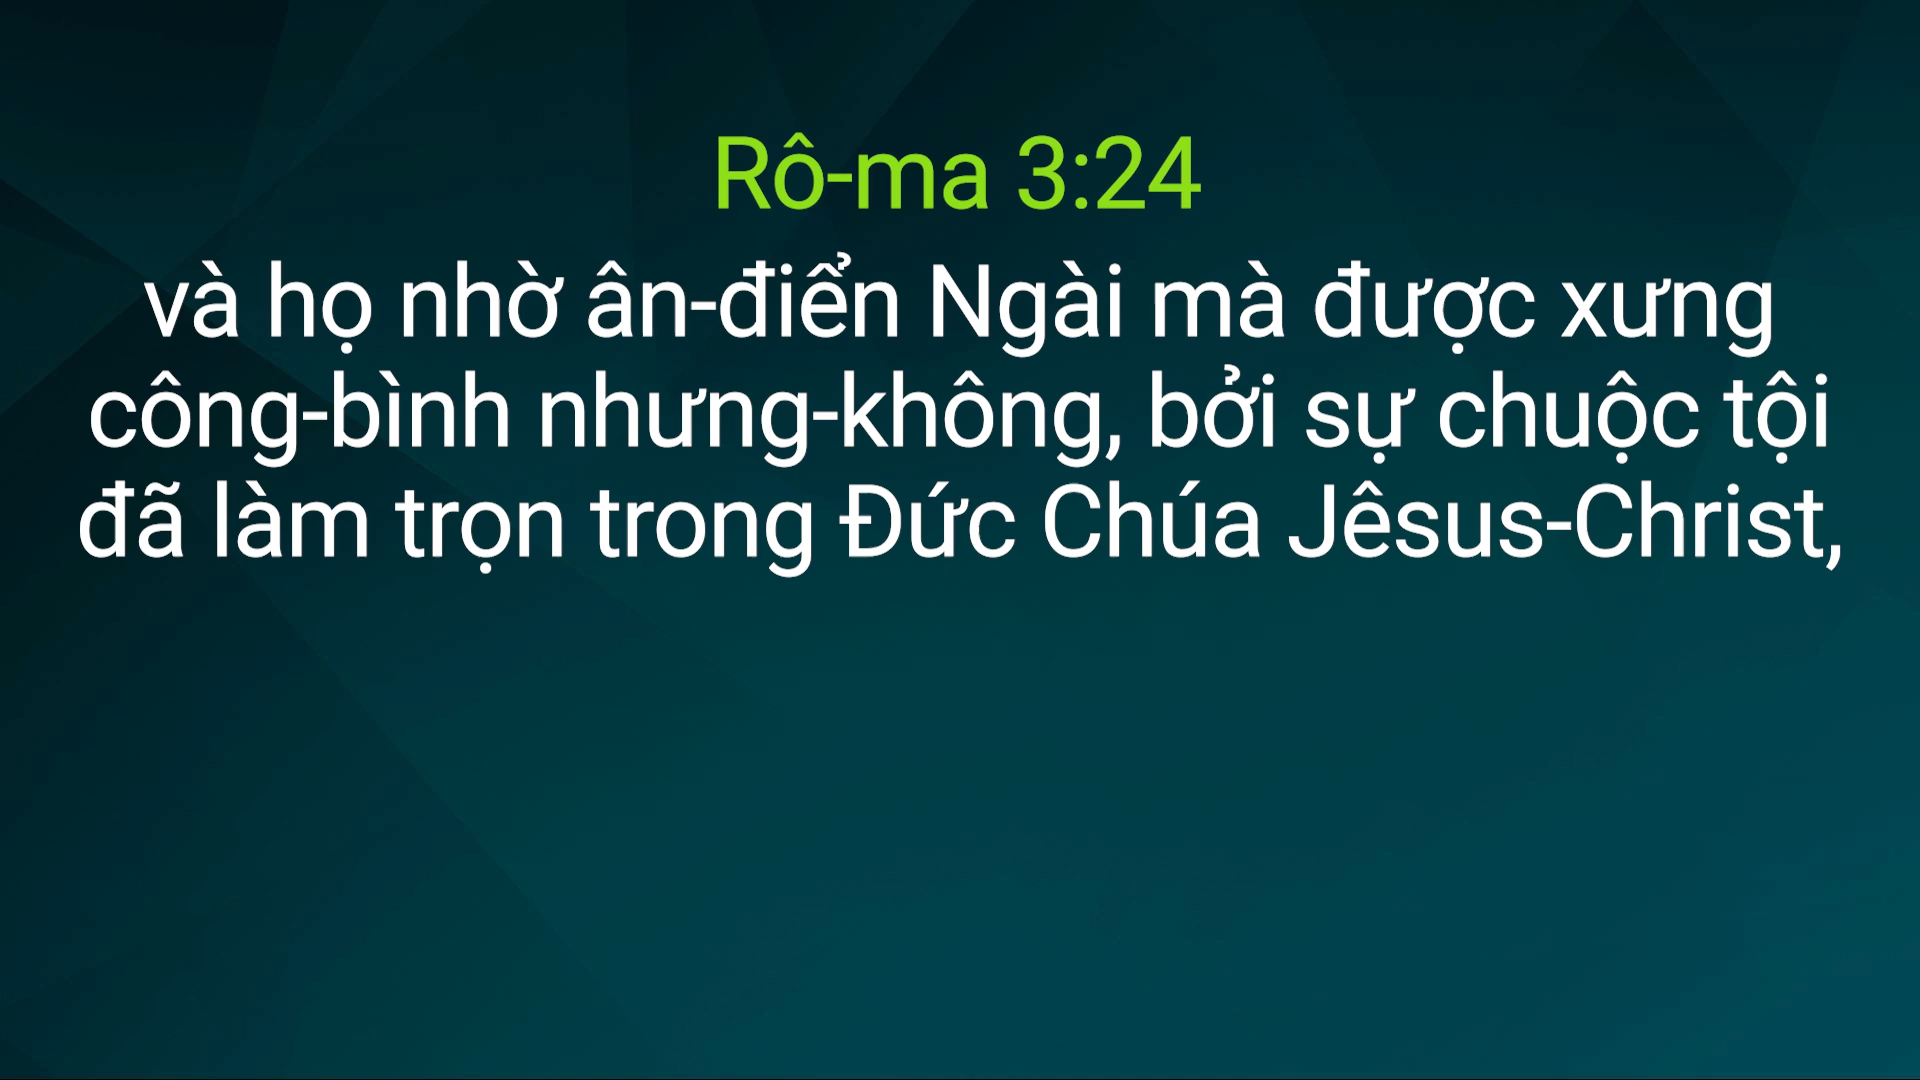 Rô-ma 3:24
và họ nhờ ân-điển Ngài mà được xưng
công-bình nhưng-không, bởi sự chuộc tội
đã làm trọn trong Đức Chúa Jêsus-Christ,